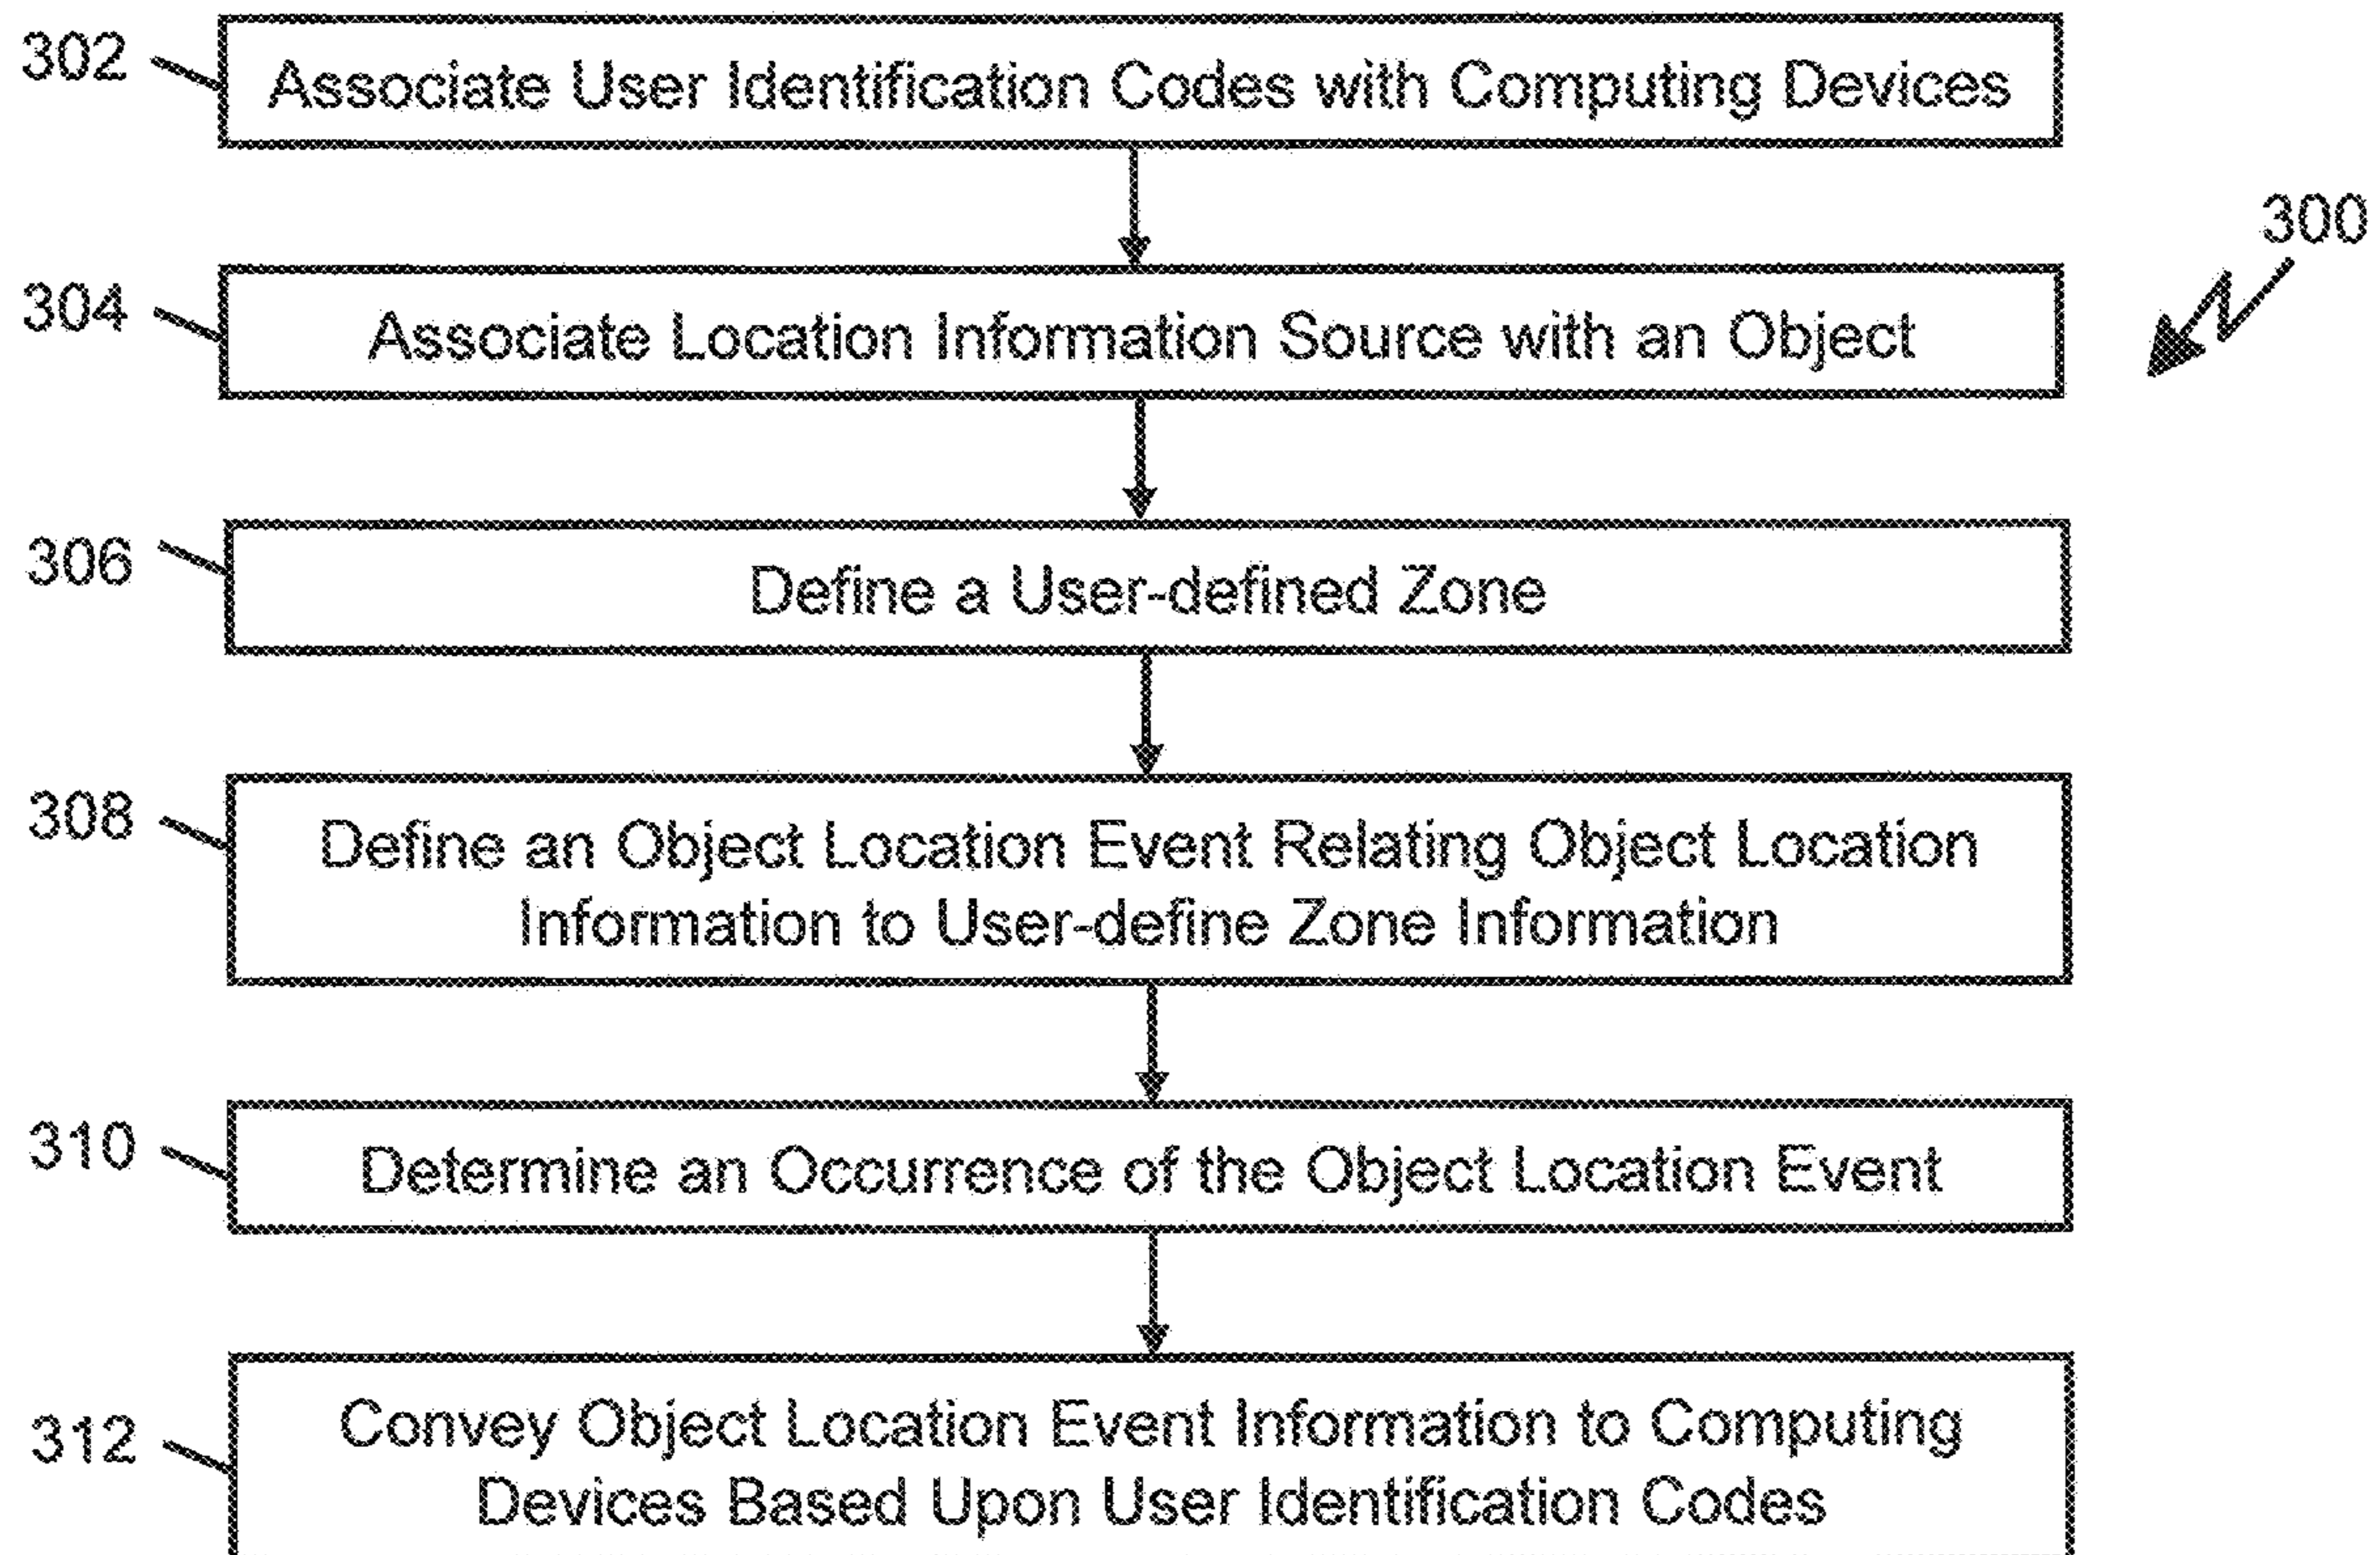 302
Associate User Identification Codes with Computing Devices
300
304
Associate Location Information Source with an Object
306
Define a User-defined Zone
308
Define an Object Location Event Relating Object Location
Information to User-define Zone Information
310
Determine an Occurrence of the Object Location Event
312
Convey Object Location Event Information to Computing
Devices Based Upon User Identification Codes